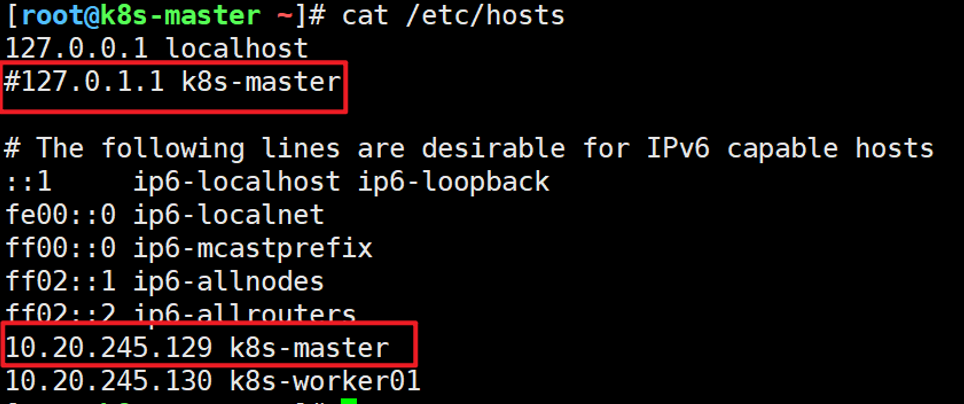 [root@k8s-master ~]# cat /etc/hosts
127.0.0.1 localhost
#127.0.1.1 k8s-master
# The following lines are desirable for IPv6 capable hosts
::1     ip6-localhost ip6-loopback
fe00::0 ip6-localnet
ff00::0 ip6-mcastprefix
ff02::1 ip6-allnodes
ff02::2 ip6-allrouters
10.20.245.129 k8s-master
10.20.245.130 k8s-worker01